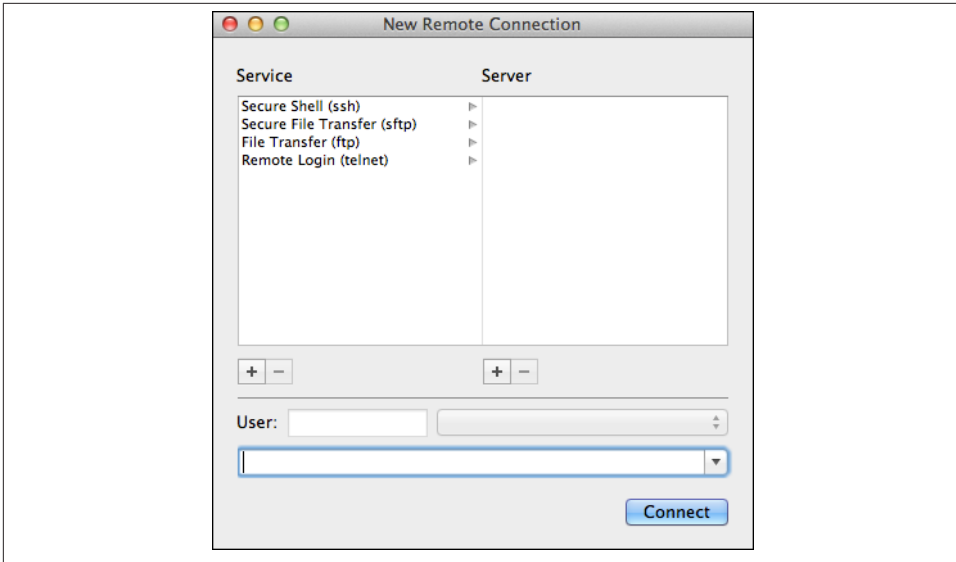 New Remote Connection
Service
Server
Secure Shell (ssh)
Secure File Transfer (sftp)
File Transfer (ftp)
Remote Login (telnet)
+ −
+ −
User:
Connect